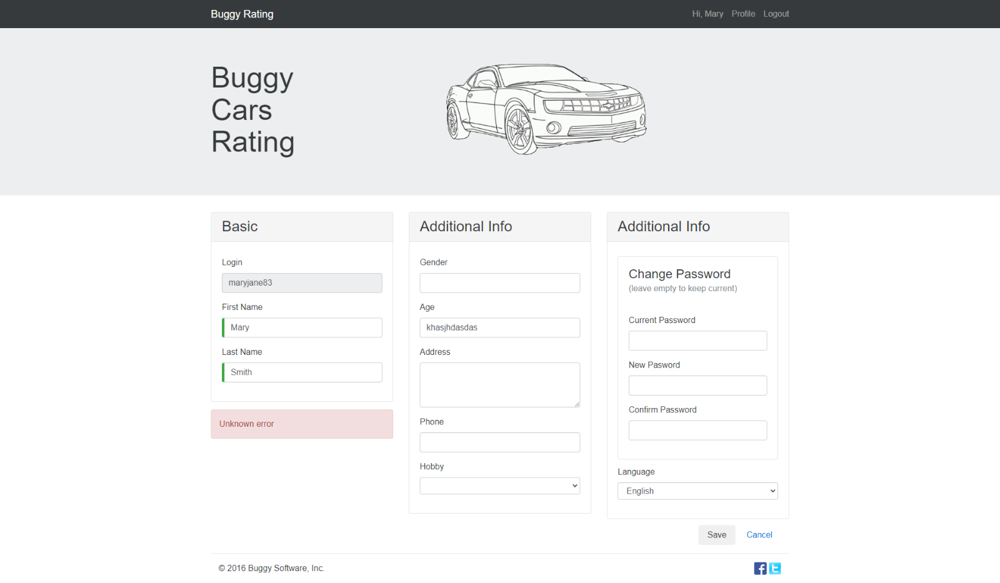 Buggy Rating
Hi, Mary Profile Logout
Buggy
Cars
Rating
Basic
Login
maryjane83
First Name
Mary
Last Name
Smith
Unknown error
Additional Info
Gender
Age
khasjhdasdas
Address
Phone
Hobby
Additional Info
Change Password
(leave empty to keep current)
Current Password
New Pasword
Confirm Password
Language
English
Save Cancel
© 2016 Buggy Software, Inc.